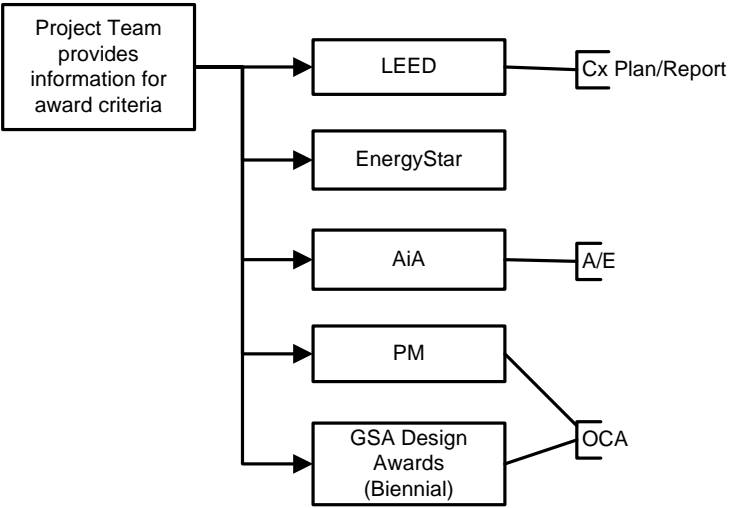 Project Team
provides
information for
award criteria
LEED
Cx Plan/Report
EnergyStar
AiA
A/E
PM
GSA Design
Awards
(Biennial)
OCA